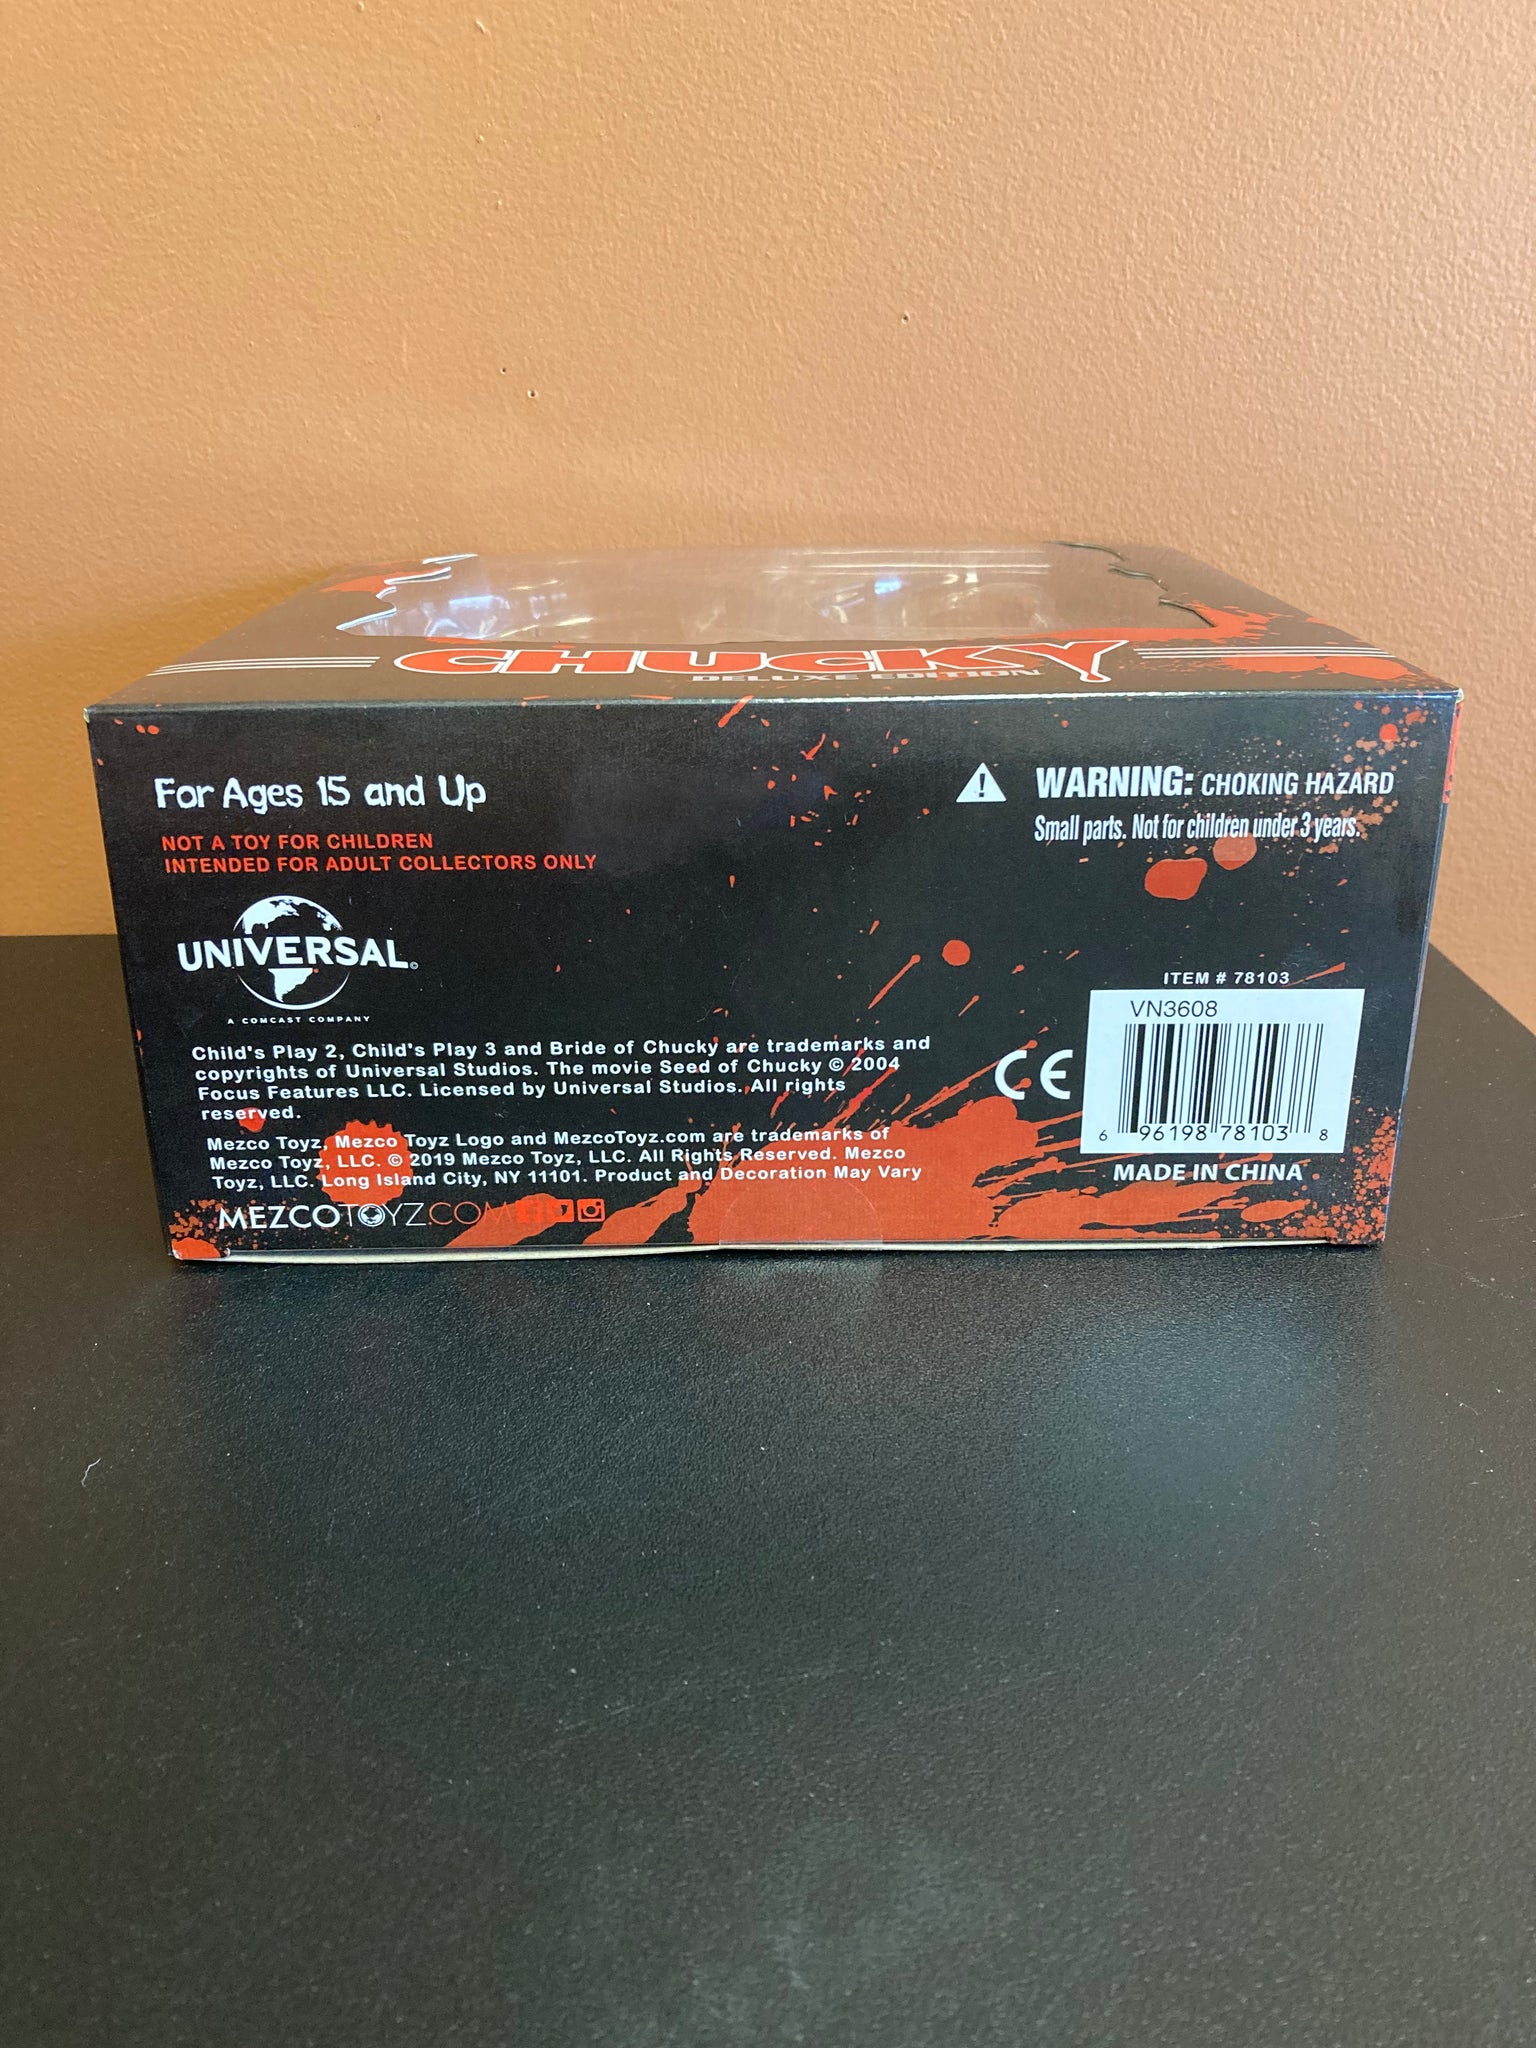 CHUCKY
DELUXE EDITION
For Ages 15 and Up
NOT A TOY FOR CHILDREN
INTENDED FOR ADULT COLLECTORS ONLY
WARNING: CHOKING HAZARD
Small parts. Not for children under 3 years.
UNIVERSAL©
A COMCAST COMPANY
Child's Play 2, Child's Play 3 and Bride of Chucky are trademarks and
copyrights of Universal Studios. The movie Seed of Chucky © 2004
Focus Features LLC. Licensed by Universal Studios. All rights
reserved.
Mezco Toyz, Mezco Toyz Logo and MezcoToyz.com are trademarks of
Mezco Toyz, LLC. © 2019 Mezco Toyz, LLC. All Rights Reserved. Mezco
Toyz, LLC. Long Island City, NY 11101. Product and Decoration May Vary
MEZCOTOYZ.COM
ITEM # 78103
VN3608
CE
6 96198 78103 8
MADE IN CHINA